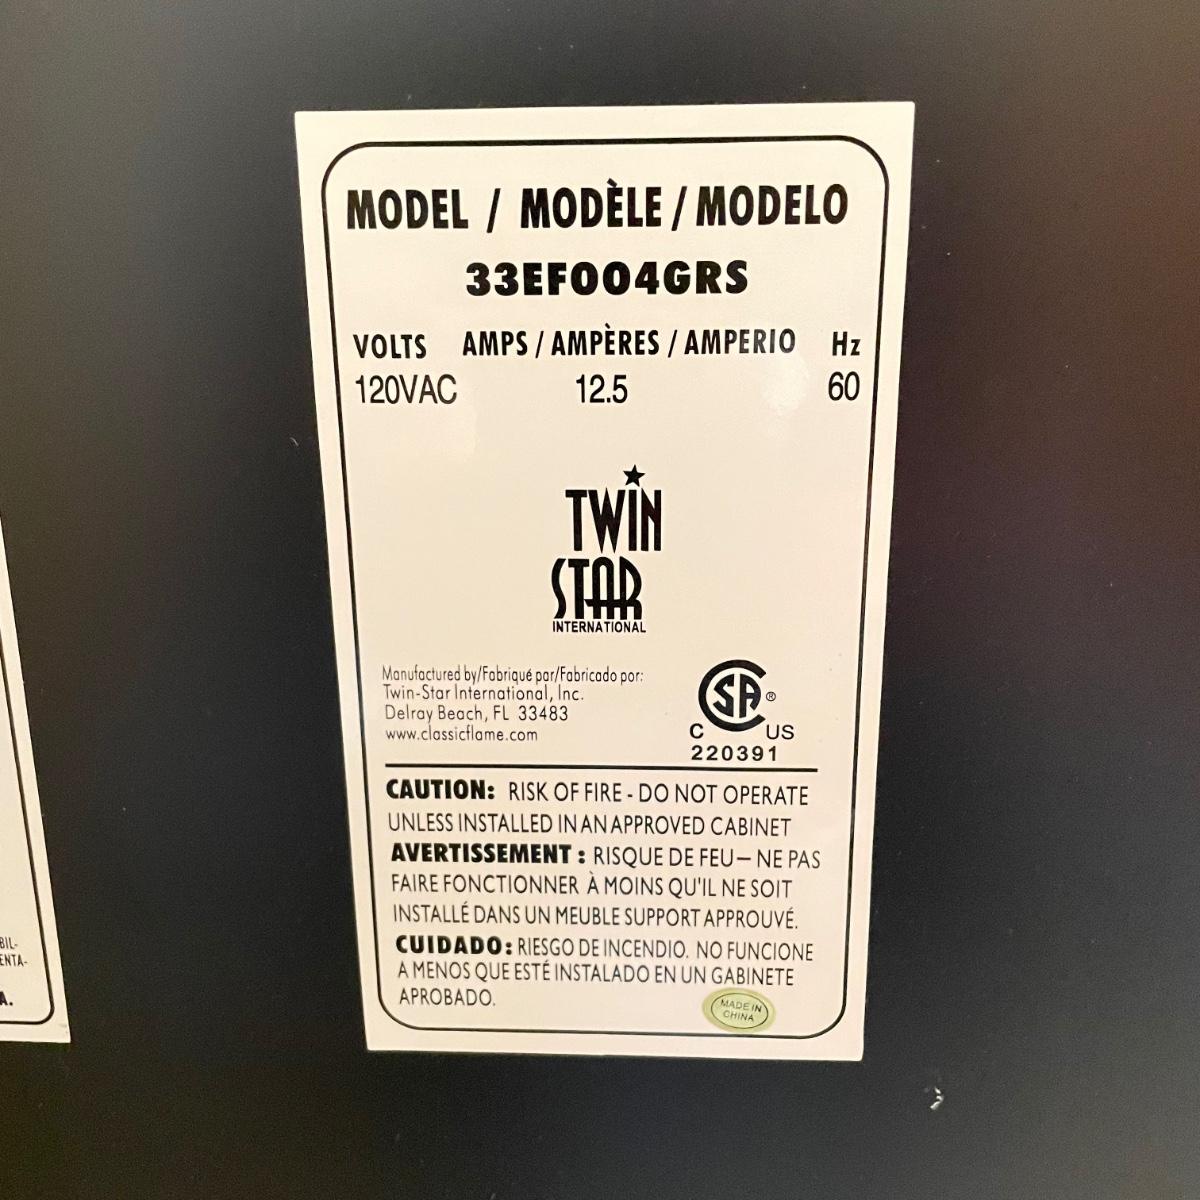 MODEL / MODÈLE / MODELO
33EF004GRS
VOLTS AMPS / AMPÈRES / AMPERIO Hz
120VAC 12.5 60
TWIN
STAR
INTERNATIONAL
Manufactured by/Fabriqué par/Fabricado por:
Twin-Star International, Inc.
Delray Beach, FL 33483
www.classicflame.com
CSA®
C US
220391
CAUTION: RISK OF FIRE - DO NOT OPERATE
UNLESS INSTALLED IN AN APPROVED CABINET
AVERTISSEMENT : RISQUE DE FEU – NE PAS
FAIRE FONCTIONNER À MOINS QU'IL NE SOIT
INSTALLÉ DANS UN MEUBLE SUPPORT APPROUVÉ.
CUIDADO: RIESGO DE INCENDIO. NO FUNCIONE
A MENOS QUE ESTÉ INSTALADO EN UN GABINETE
APROBADO.
MADE IN
CHINA
BIL-
ENTA-
A.